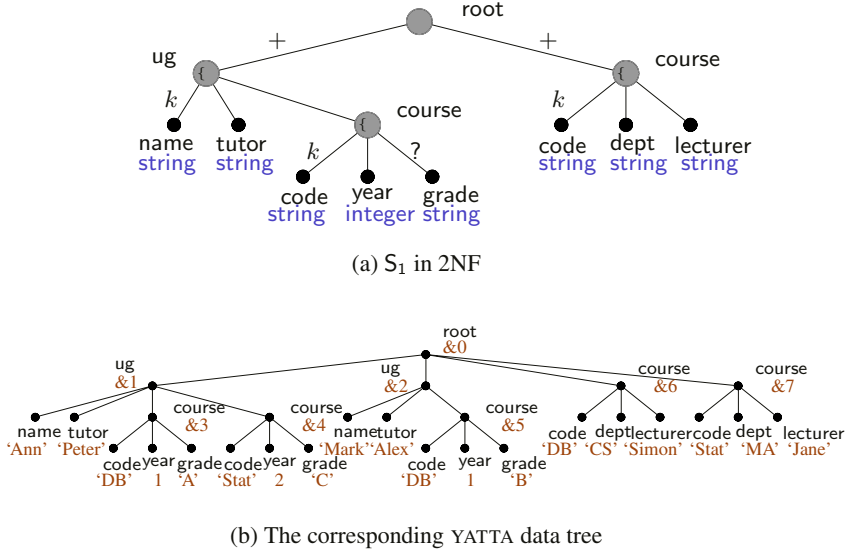 root
+ +
ug course
{ {
k course k
{
name tutor k ? code dept lecturer
string string string string string
code year grade
string integer string
(a) S₁ in 2NF
root
&0
ug ug course course
&1 &2 &6 &7
name tutor course course name tutor course code dept lecturer code dept lecturer
‘Ann’ ‘Peter’ &3 &4 ‘Mark’ ‘Alex’ &5 ‘DB’ ‘CS’ ‘Simon’ ‘Stat’ ‘MA’ ‘Jane’
code year grade code year grade code year grade
‘DB’ 1 ‘A’ ‘Stat’ 2 ‘C’ ‘DB’ 1 ‘B’
(b) The corresponding YATTA data tree